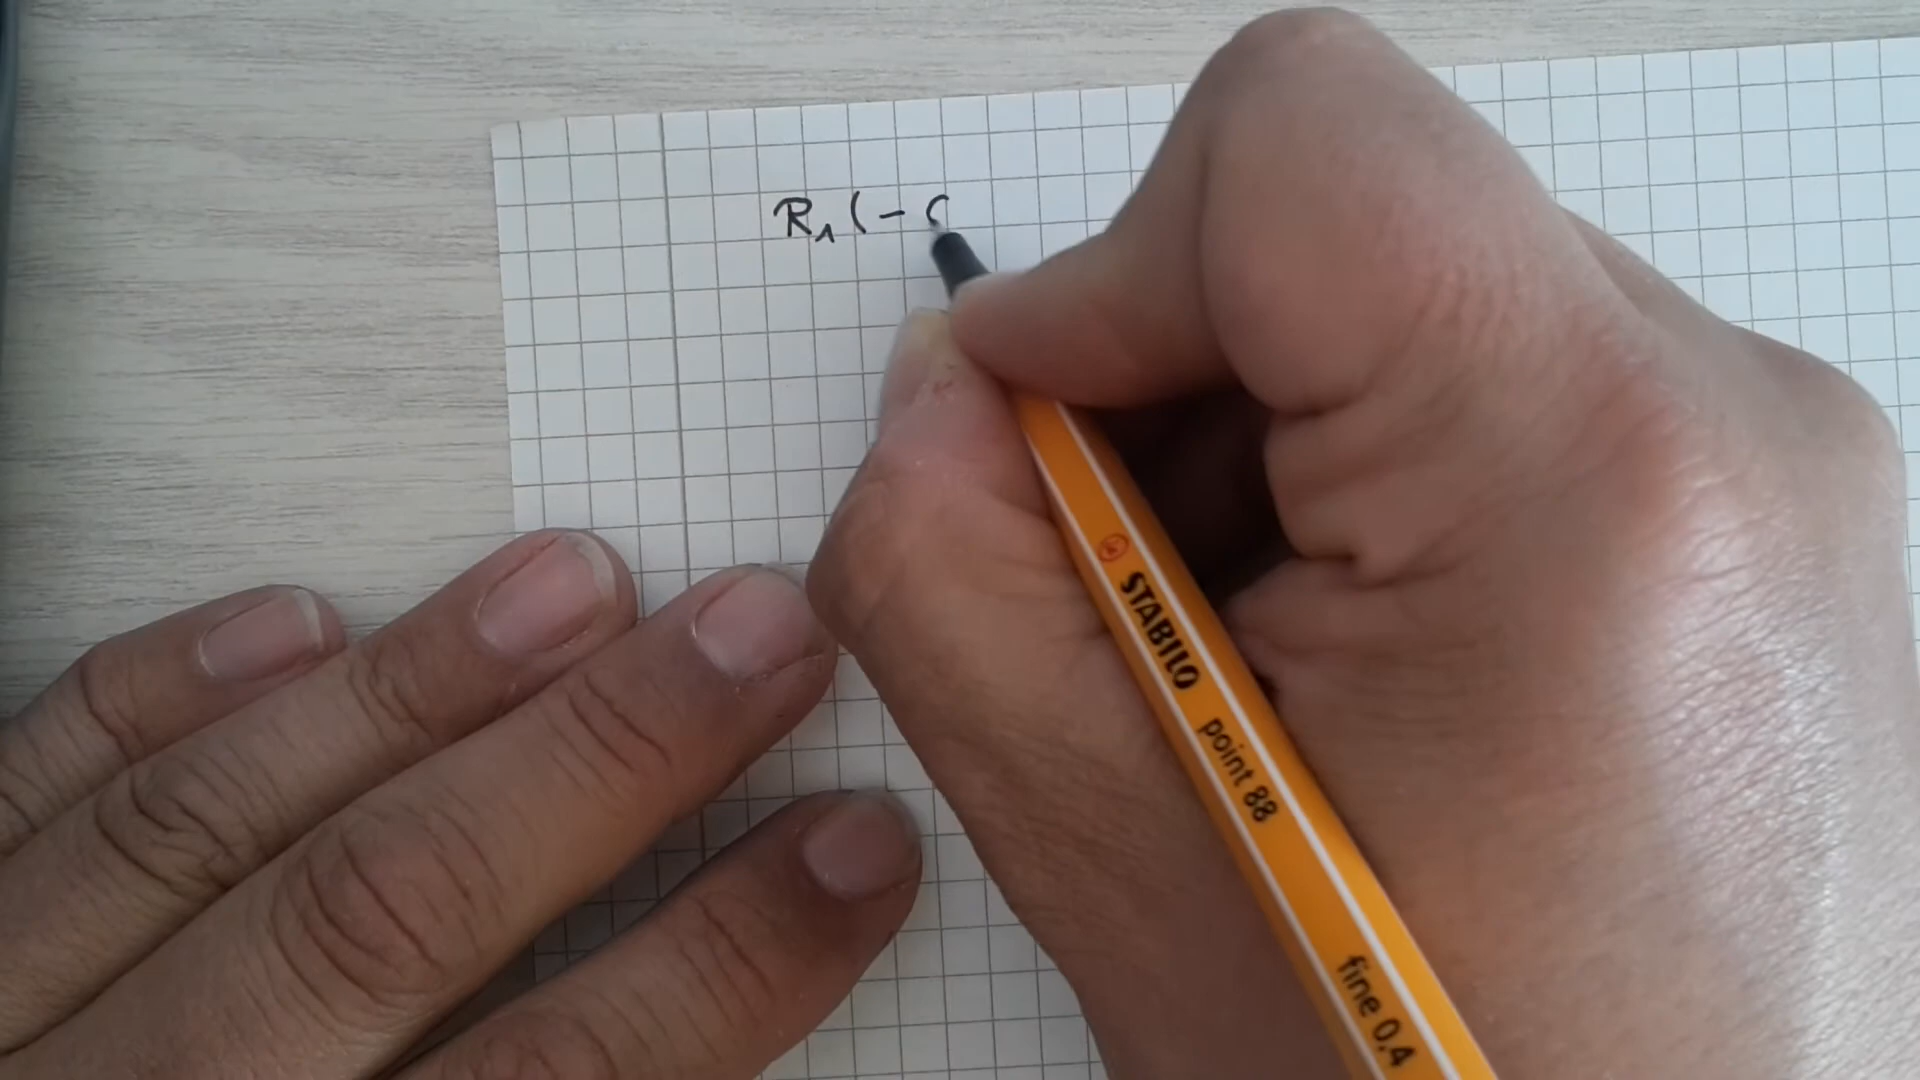 R₁ (-
STABILO point 88 fine 0,4